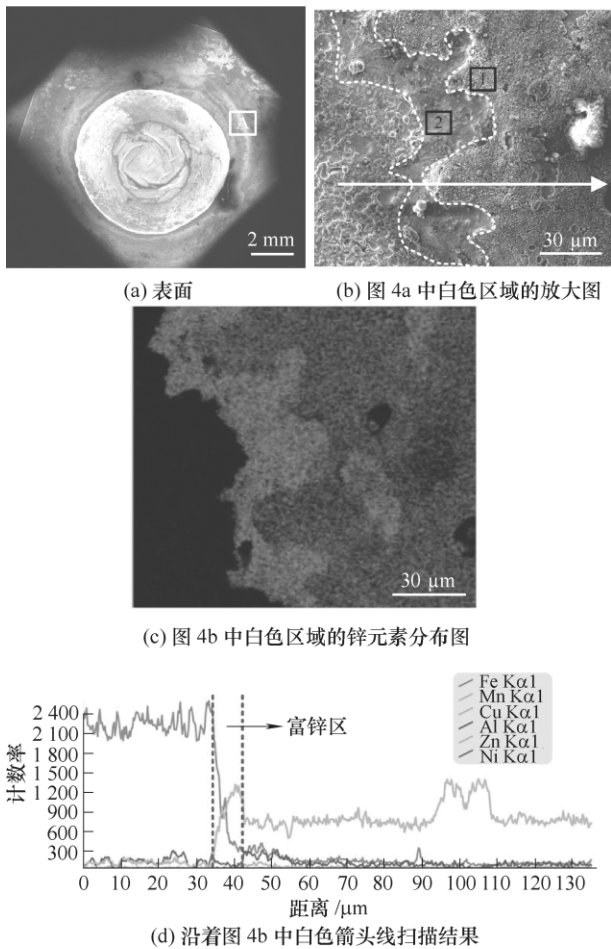 2 mm
1
2
30 μm
(a) 表面
(b) 图 4a 中白色区域的放大图
30 μm
(c) 图 4b 中白色区域的锌元素分布图
Fe Kα1
Mn Kα1
Cu Kα1
Al Kα1
Zn Kα1
Ni Kα1
富锌区
计数率
2 400
2 100
1 800
1 500
1 200
900
600
300
0 10 20 30 40 50 60 70 80 90 100 110 120 130
距离 /μm
(d) 沿着图 4b 中白色箭头线扫描结果